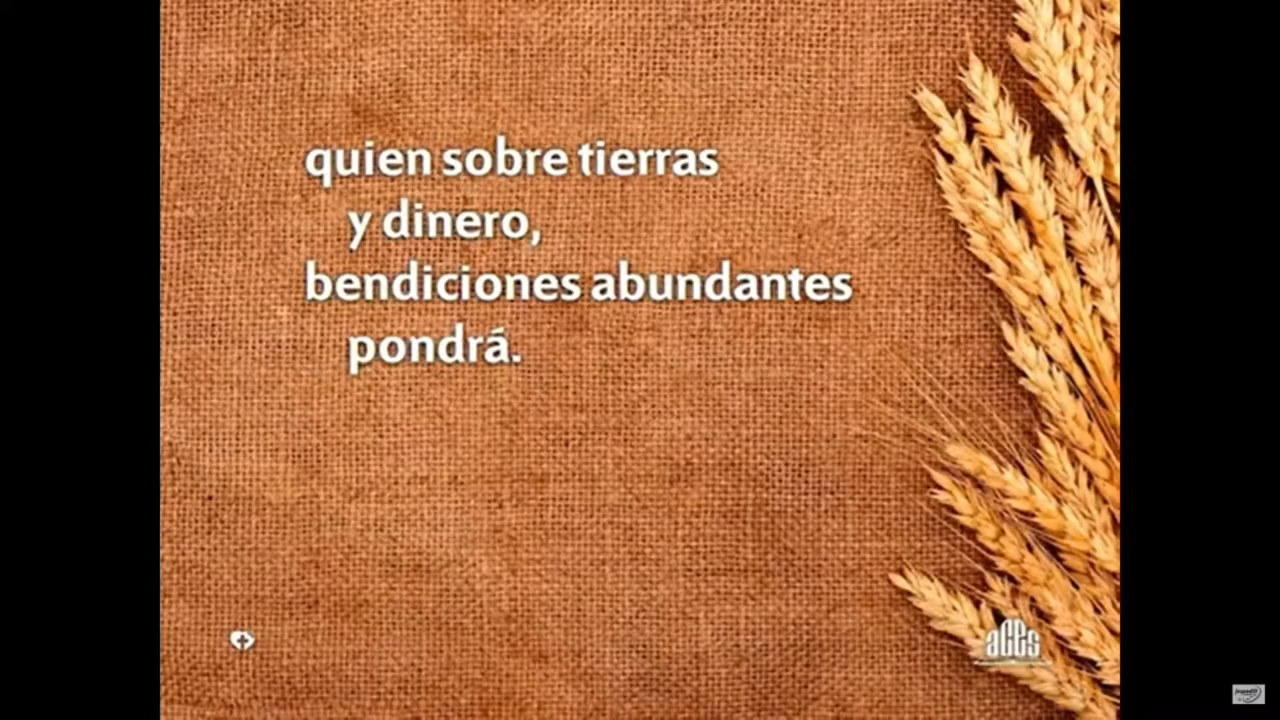 quien sobre tierras
y dinero,
bendiciones abundantes
pondrá.
aces